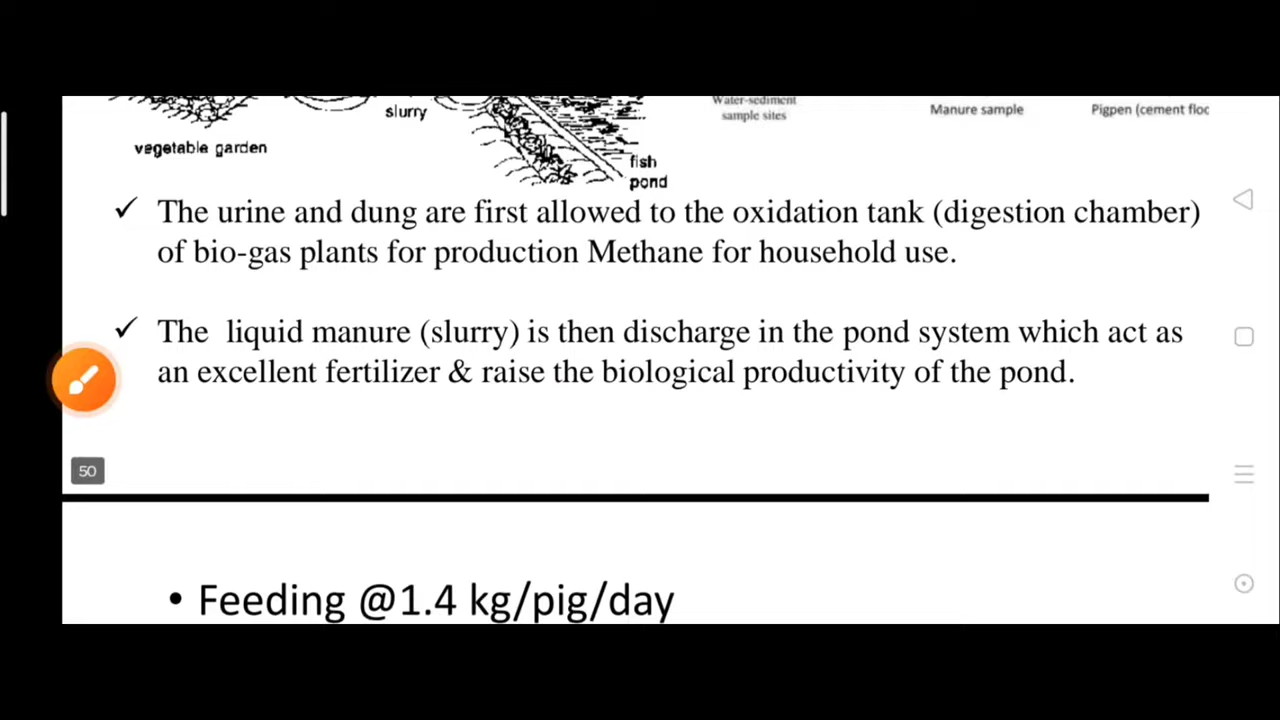 slurry
Water-sediment
sample sites
Manure sample
Pigpen (cement floc
vegetable garden
fish
pond
✓ The urine and dung are first allowed to the oxidation tank (digestion chamber)
of bio-gas plants for production Methane for household use.
✓ The liquid manure (slurry) is then discharge in the pond system which act as
an excellent fertilizer & raise the biological productivity of the pond.
50
• Feeding @1.4 kg/pig/day